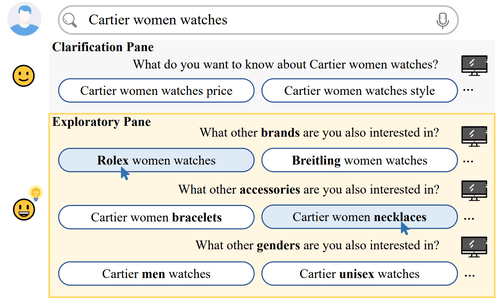 Cartier women watches
Clarification Pane
What do you want to know about Cartier women watches?
Cartier women watches price Cartier women watches style ...
Exploratory Pane
What other brands are you also interested in?
Rolex women watches Breitling women watches ...
What other accessories are you also interested in?
Cartier women bracelets Cartier women necklaces ...
What other genders are you also interested in?
Cartier men watches Cartier unisex watches ...